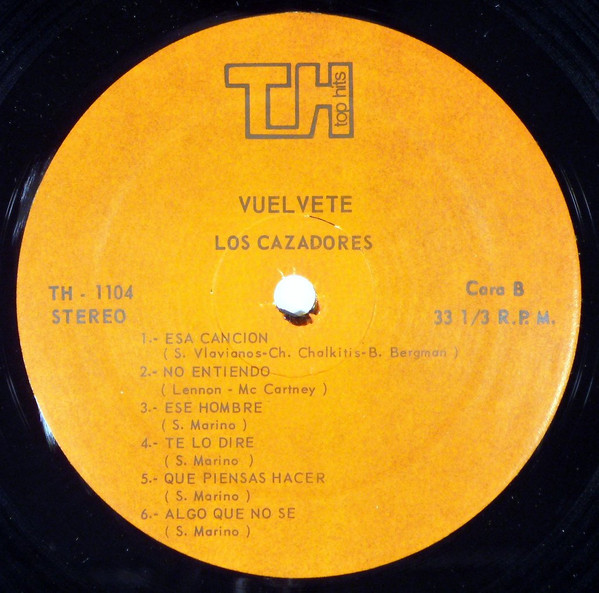 TH top hits
VUELVETE
LOS CAZADORES
TH - 1104
STEREO
Cara B
33 1/3 R.P.M.
1.- ESA CANCION
( S. Vlavianos-Ch. Chalkitis-B. Bergman )
2.- NO ENTIENDO
( Lennon - Mc Cartney )
3.- ESE HOMBRE
( S. Marino )
4.- TE LO DIRE
( S. Marino )
5.- QUE PIENSAS HACER
( S. Marino )
6.- ALGO QUE NO SE
( S. Marino )